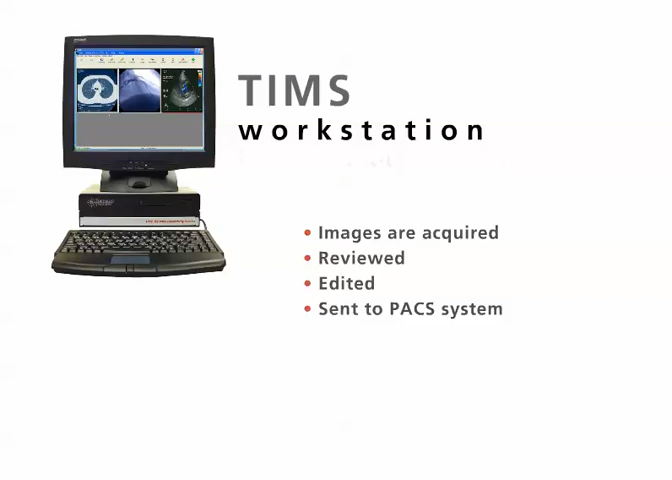 TIMS
workstation
• Images are acquired
• Reviewed
• Edited
• Sent to PACS system